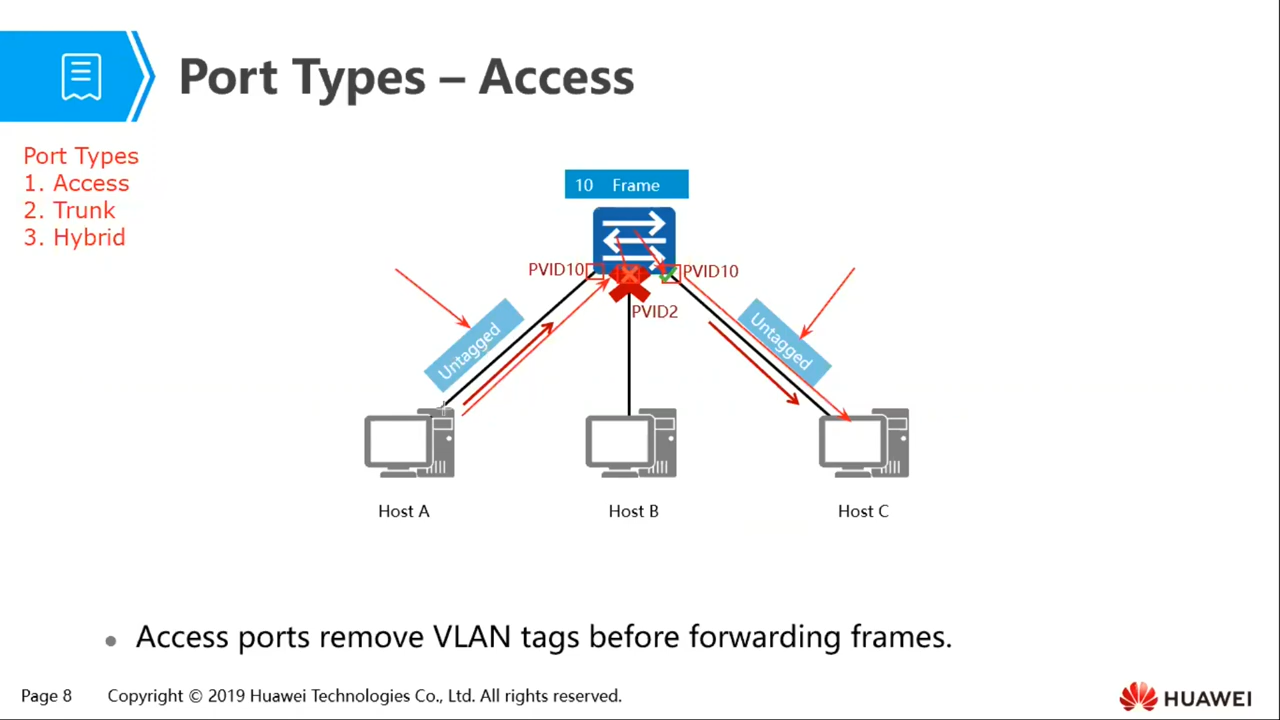 Port Types – Access
Port Types
1. Access
2. Trunk
3. Hybrid
10 Frame
PVID10
PVID10
PVID2
Untagged
Untagged
Host A
Host B
Host C
• Access ports remove VLAN tags before forwarding frames.
Page 8 Copyright © 2019 Huawei Technologies Co., Ltd. All rights reserved.
HUAWEI